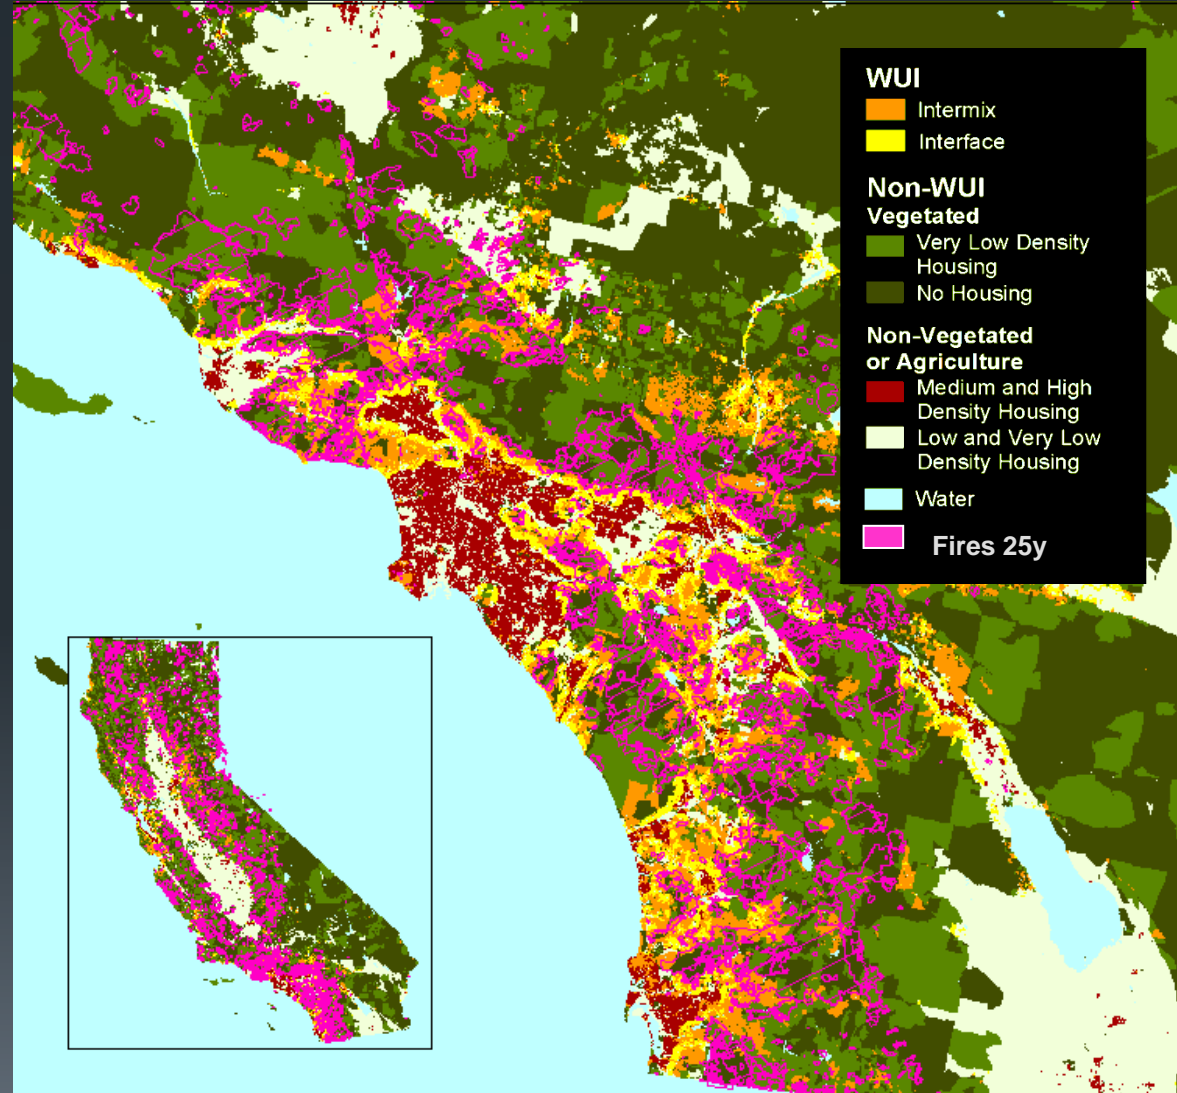 WUI
Intermix
Interface
Non-WUI
Vegetated
Very Low Density
Housing
No Housing
Non-Vegetated
or Agriculture
Medium and High
Density Housing
Low and Very Low
Density Housing
Water
Fires 25y